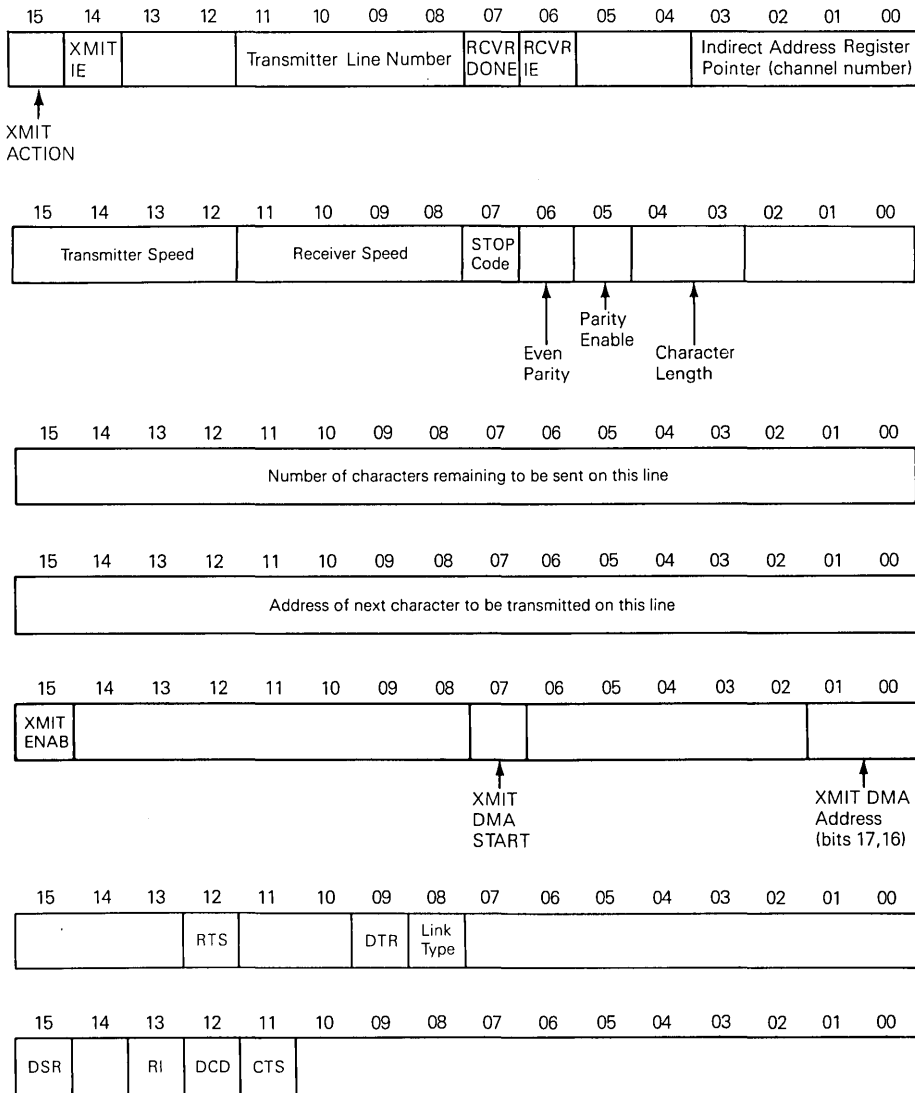 15 14 13 12 11 10 09 08 07 06 05 04 03 02 01 00
XMIT IE Transmitter Line Number RCVR DONE RCVR IE Indirect Address Register Pointer (channel number)
XMIT
ACTION
15 14 13 12 11 10 09 08 07 06 05 04 03 02 01 00
Transmitter Speed Receiver Speed STOP Code
Even Parity
Parity Enable
Character Length
15 14 13 12 11 10 09 08 07 06 05 04 03 02 01 00
Number of characters remaining to be sent on this line
15 14 13 12 11 10 09 08 07 06 05 04 03 02 01 00
Address of next character to be transmitted on this line
15 14 13 12 11 10 09 08 07 06 05 04 03 02 01 00
XMIT
ENAB
XMIT DMA START
XMIT DMA Address (bits 17,16)
15 14 13 12 11 10 09 08 07 06 05 04 03 02 01 00
RTS DTR Link Type
15 14 13 12 11 10 09 08 07 06 05 04 03 02 01 00
DSR RI DCD CTS